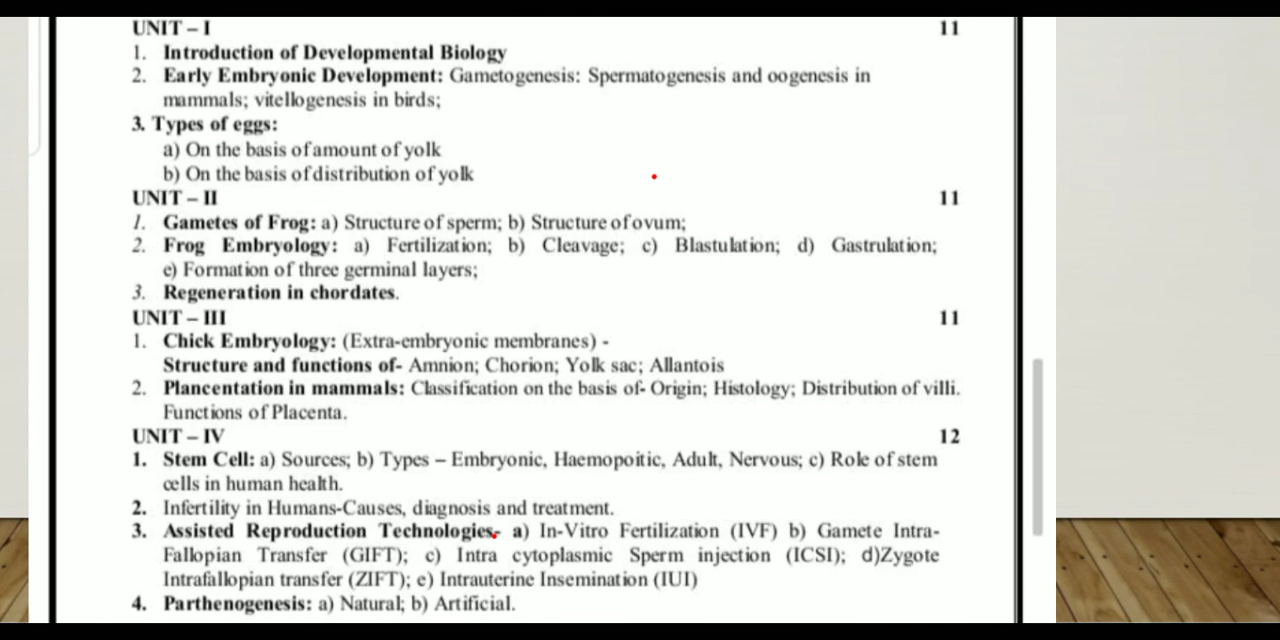 UNIT – I 11
1. Introduction of Developmental Biology
2. Early Embryonic Development: Gametogenesis: Spermatogenesis and oogenesis in
mammals; vitellogenesis in birds;
3. Types of eggs:
a) On the basis of amount of yolk
b) On the basis of distribution of yolk
UNIT – II 11
1. Gametes of Frog: a) Structure of sperm; b) Structure of ovum;
2. Frog Embryology: a) Fertilization; b) Cleavage; c) Blastulation; d) Gastrulation;
e) Formation of three germinal layers;
3. Regeneration in chordates.
UNIT – III 11
1. Chick Embryology: (Extra-embryonic membranes) -
Structure and functions of- Amnion; Chorion; Yolk sac; Allantois
2. Plancentation in mammals: Classification on the basis of- Origin; Histology; Distribution of villi.
Functions of Placenta.
UNIT – IV 12
1. Stem Cell: a) Sources; b) Types – Embryonic, Haemopoitic, Adult, Nervous; c) Role of stem
cells in human health.
2. Infertility in Humans-Causes, diagnosis and treatment.
3. Assisted Reproduction Technologies- a) In-Vitro Fertilization (IVF) b) Gamete Intra-
Fallopian Transfer (GIFT); c) Intra cytoplasmic Sperm injection (ICSI); d)Zygote
Intrafallopian transfer (ZIFT); e) Intrauterine Insemination (IUI)
4. Parthenogenesis: a) Natural; b) Artificial.